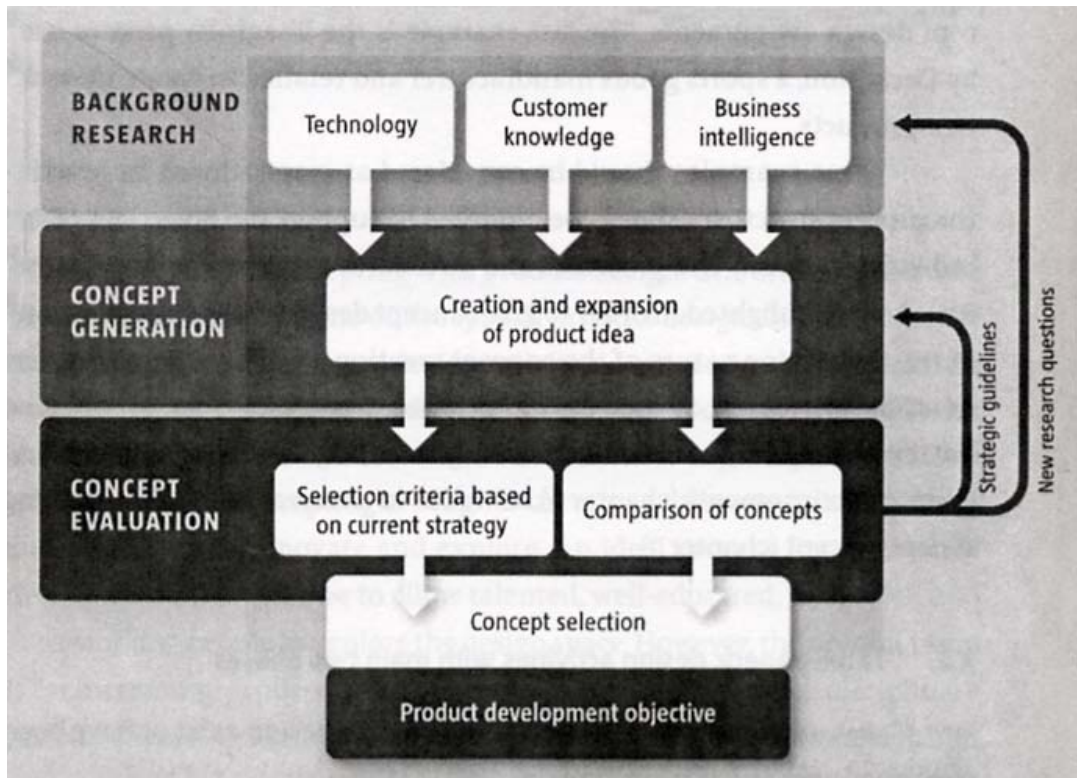 BACKGROUND
RESEARCH
Technology
Customer
knowledge
Business
intelligence
CONCEPT
GENERATION
Creation and expansion
of product idea
CONCEPT
EVALUATION
Selection criteria based
on current strategy
Comparison of concepts
Strategic guidelines
New research questions
Concept selection
Product development objective